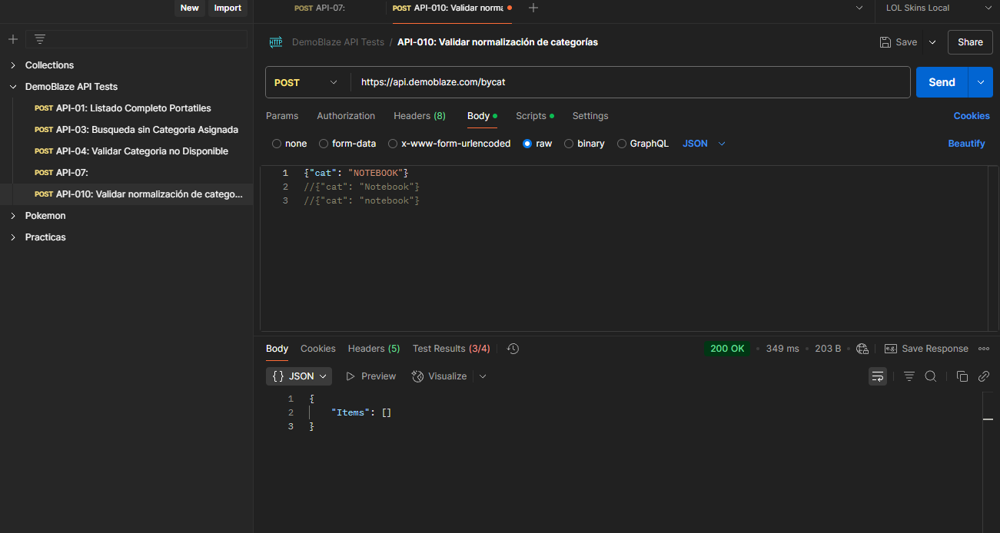 New Import POST API-07: POST API-010: Validar norma LOL Skins Local
DemoBlaze API Tests / API-010: Validar normalización de categorías Save Share
Collections
DemoBlaze API Tests
POST API-01: Listado Completo Portatiles
POST API-03: Busqueda sin Categoria Asignada
POST API-04: Validar Categoria no Disponible
POST API-07:
POST API-010: Validar normalización de catego...
Pokemon
Practicas
HTTP
POST https://api.demoblaze.com/bycat Send
Params Authorization Headers (8) Body Scripts Settings Cookies
none form-data x-www-form-urlencoded raw binary GraphQL JSON Beautify
1 {"cat": "NOTEBOOK"}
2 //{"cat": "Notebook"}
3 //{"cat": "notebook"}
Body Cookies Headers (5) Test Results (3/4) 200 OK 349 ms 203 B Save Response
{} JSON Preview Visualize
1 {
2 "Items": []
3 }